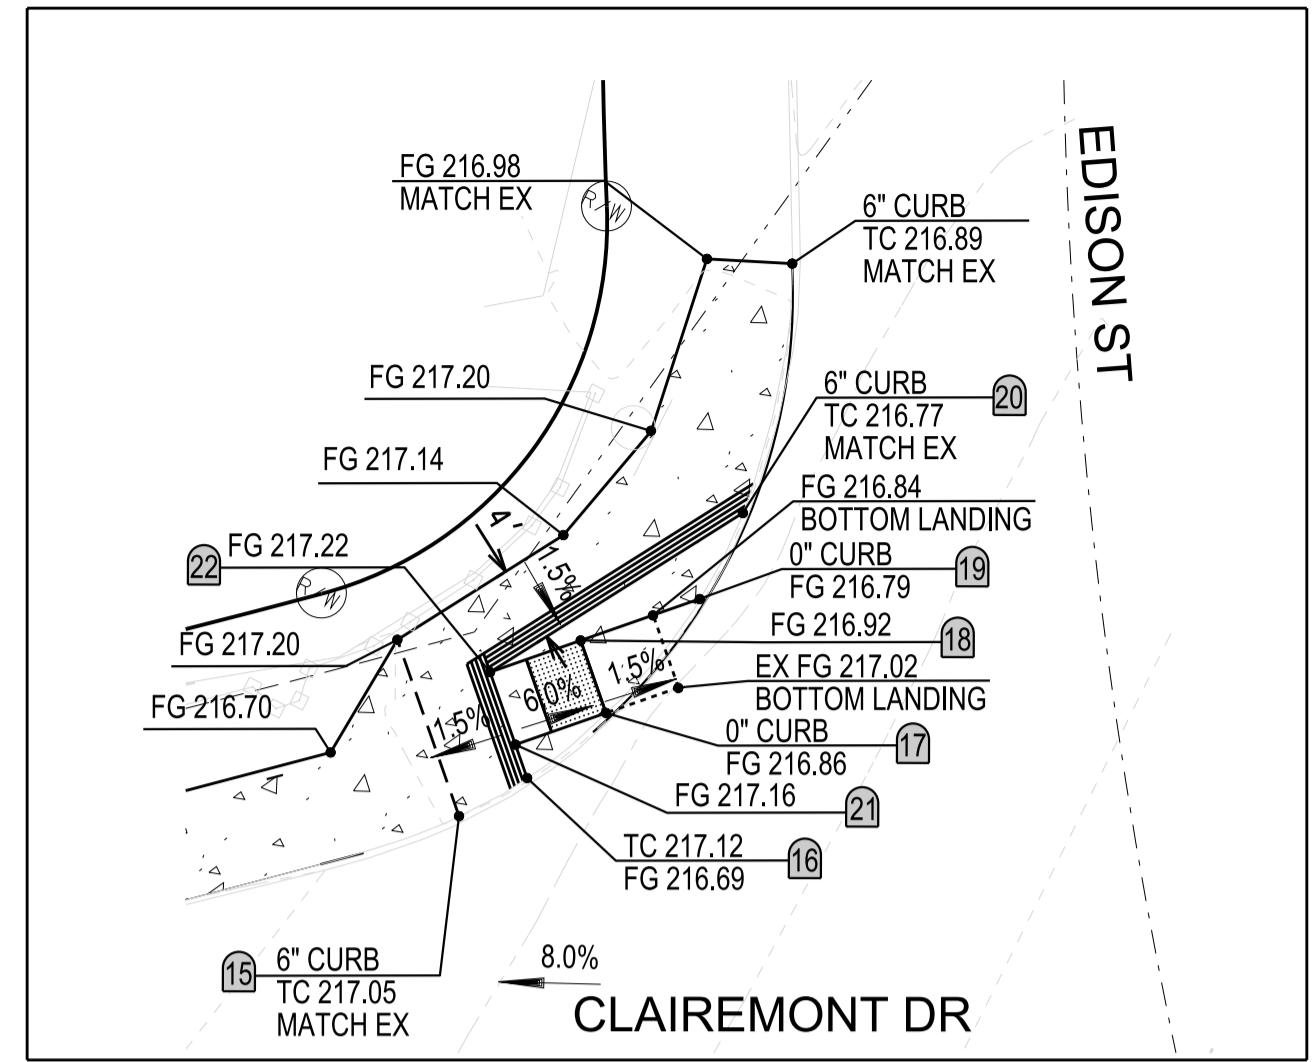 FG 216.98
MATCH EX
R/W
6" CURB
TC 216.89
MATCH EX
EDISON ST
FG 217.20
6" CURB
20
TC 216.77
MATCH EX
FG 217.14
FG 216.84
BOTTOM LANDING
4'
22
FG 217.22
1.5%
0" CURB
19
FG 216.79
R/W
FG 217.20
FG 216.92
18
1.5%
EX FG 217.02
BOTTOM LANDING
6.0%
FG 216.70
1.5%
0" CURB
17
FG 216.86
FG 217.16
21
TC 217.12
16
FG 216.69
15
6" CURB
TC 217.05
MATCH EX
8.0%
CLAIREMONT DR